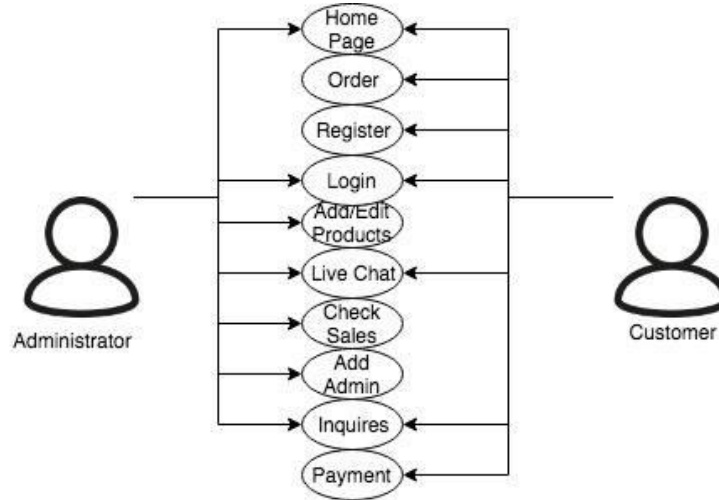 Home
Page
Order
Register
Login
Add/Edit
Products
Live Chat
Check
Sales
Add
Admin
Inquires
Payment
Administrator
Customer